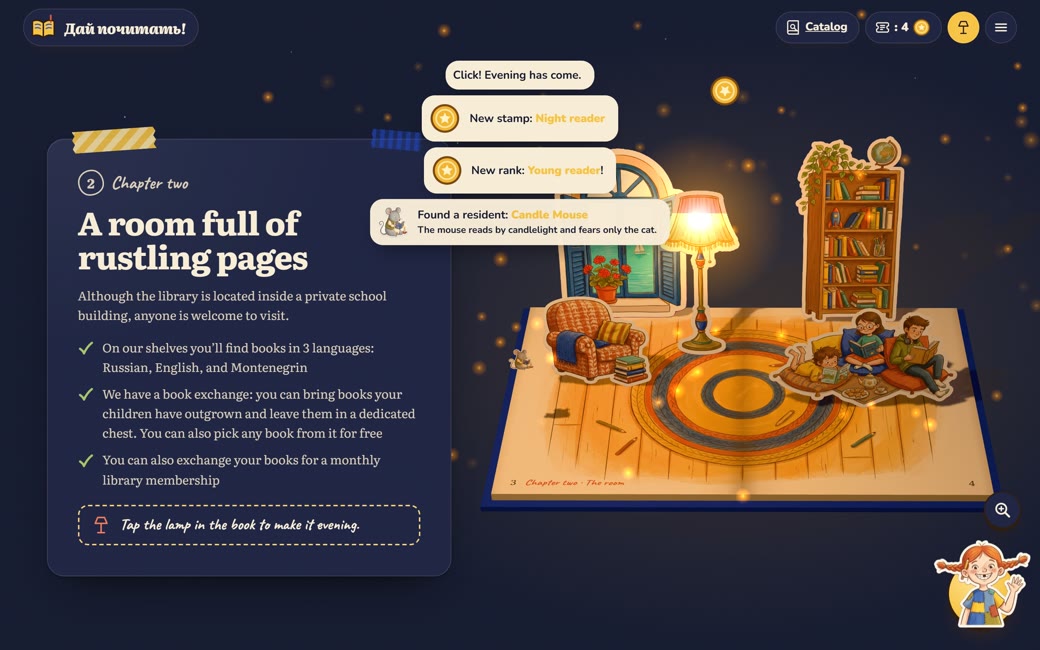 Дай почитать!
Catalog
: 4
Click! Evening has come.
New stamp: Night reader
New rank: Young reader!
Found a resident: Candle Mouse
The mouse reads by candlelight and fears only the cat.
2 Chapter two
A room full of
rustling pages
Although the library is located inside a private school
building, anyone is welcome to visit.
On our shelves you'll find books in 3 languages:
Russian, English, and Montenegrin
We have a book exchange: you can bring books your
children have outgrown and leave them in a dedicated
chest. You can also pick any book from it for free
You can also exchange your books for a monthly
library membership
Tap the lamp in the book to make it evening.
3 Chapter two · The room
4